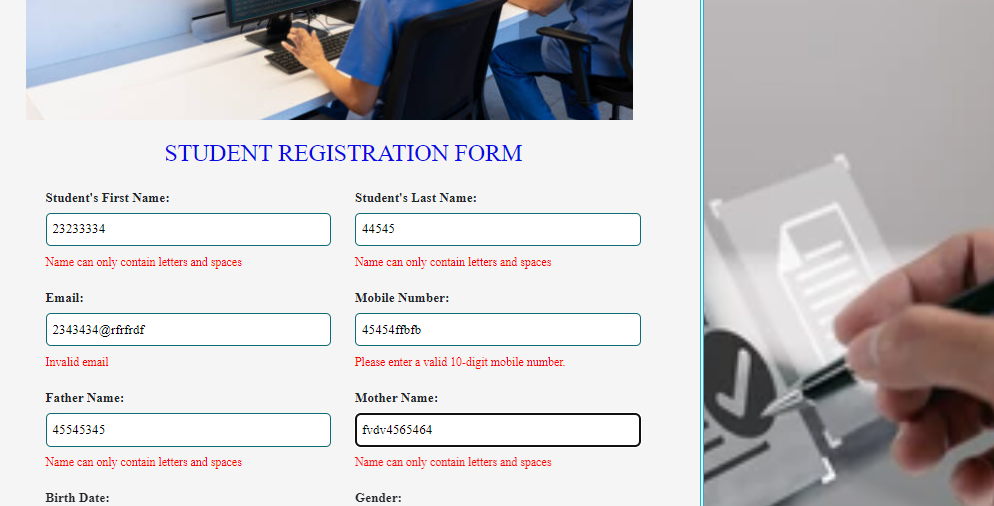 STUDENT REGISTRATION FORM
Student's First Name: Student's Last Name:
23233334 44545
Name can only contain letters and spaces Name can only contain letters and spaces
Email: Mobile Number:
2343434@rfrfrdf 45454ffbfb
Invalid email Please enter a valid 10-digit mobile number.
Father Name: Mother Name:
45545345 fvdv4565464
Name can only contain letters and spaces Name can only contain letters and spaces
Birth Date: Gender: